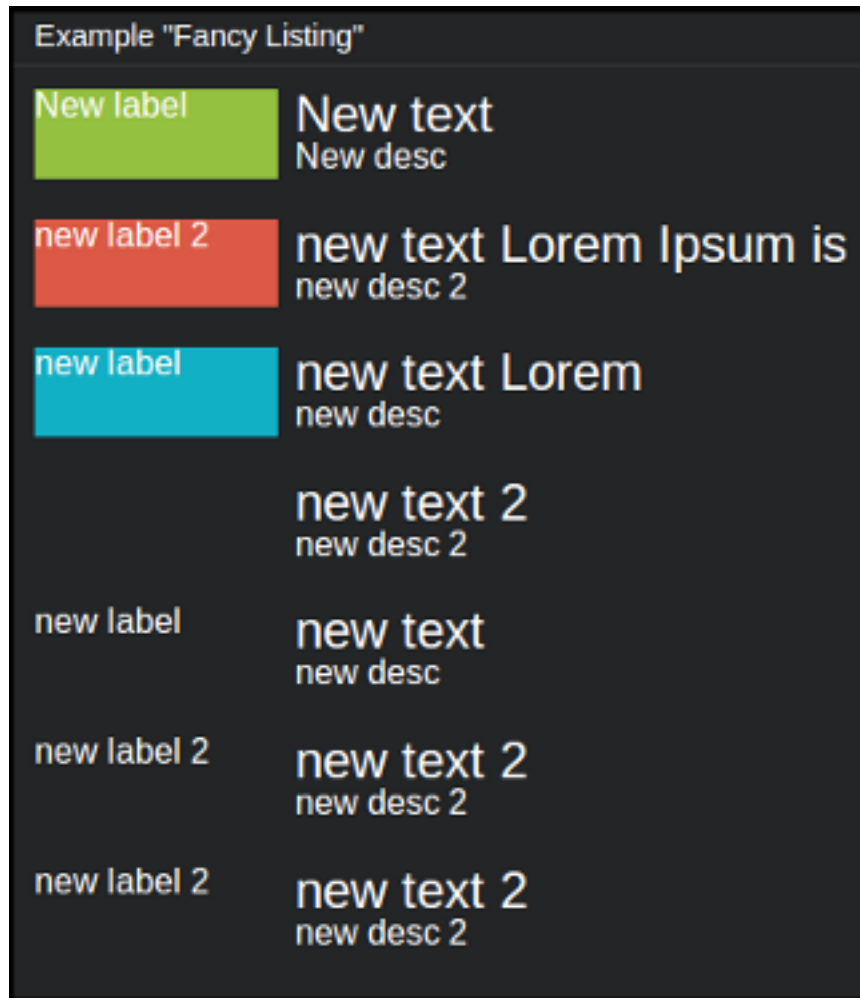 Example "Fancy Listing"
New label
New text
New desc
new label 2
new text Lorem Ipsum is
new desc 2
new label
new text Lorem
new desc
new text 2
new desc 2
new label
new text
new desc
new label 2
new text 2
new desc 2
new label 2
new text 2
new desc 2